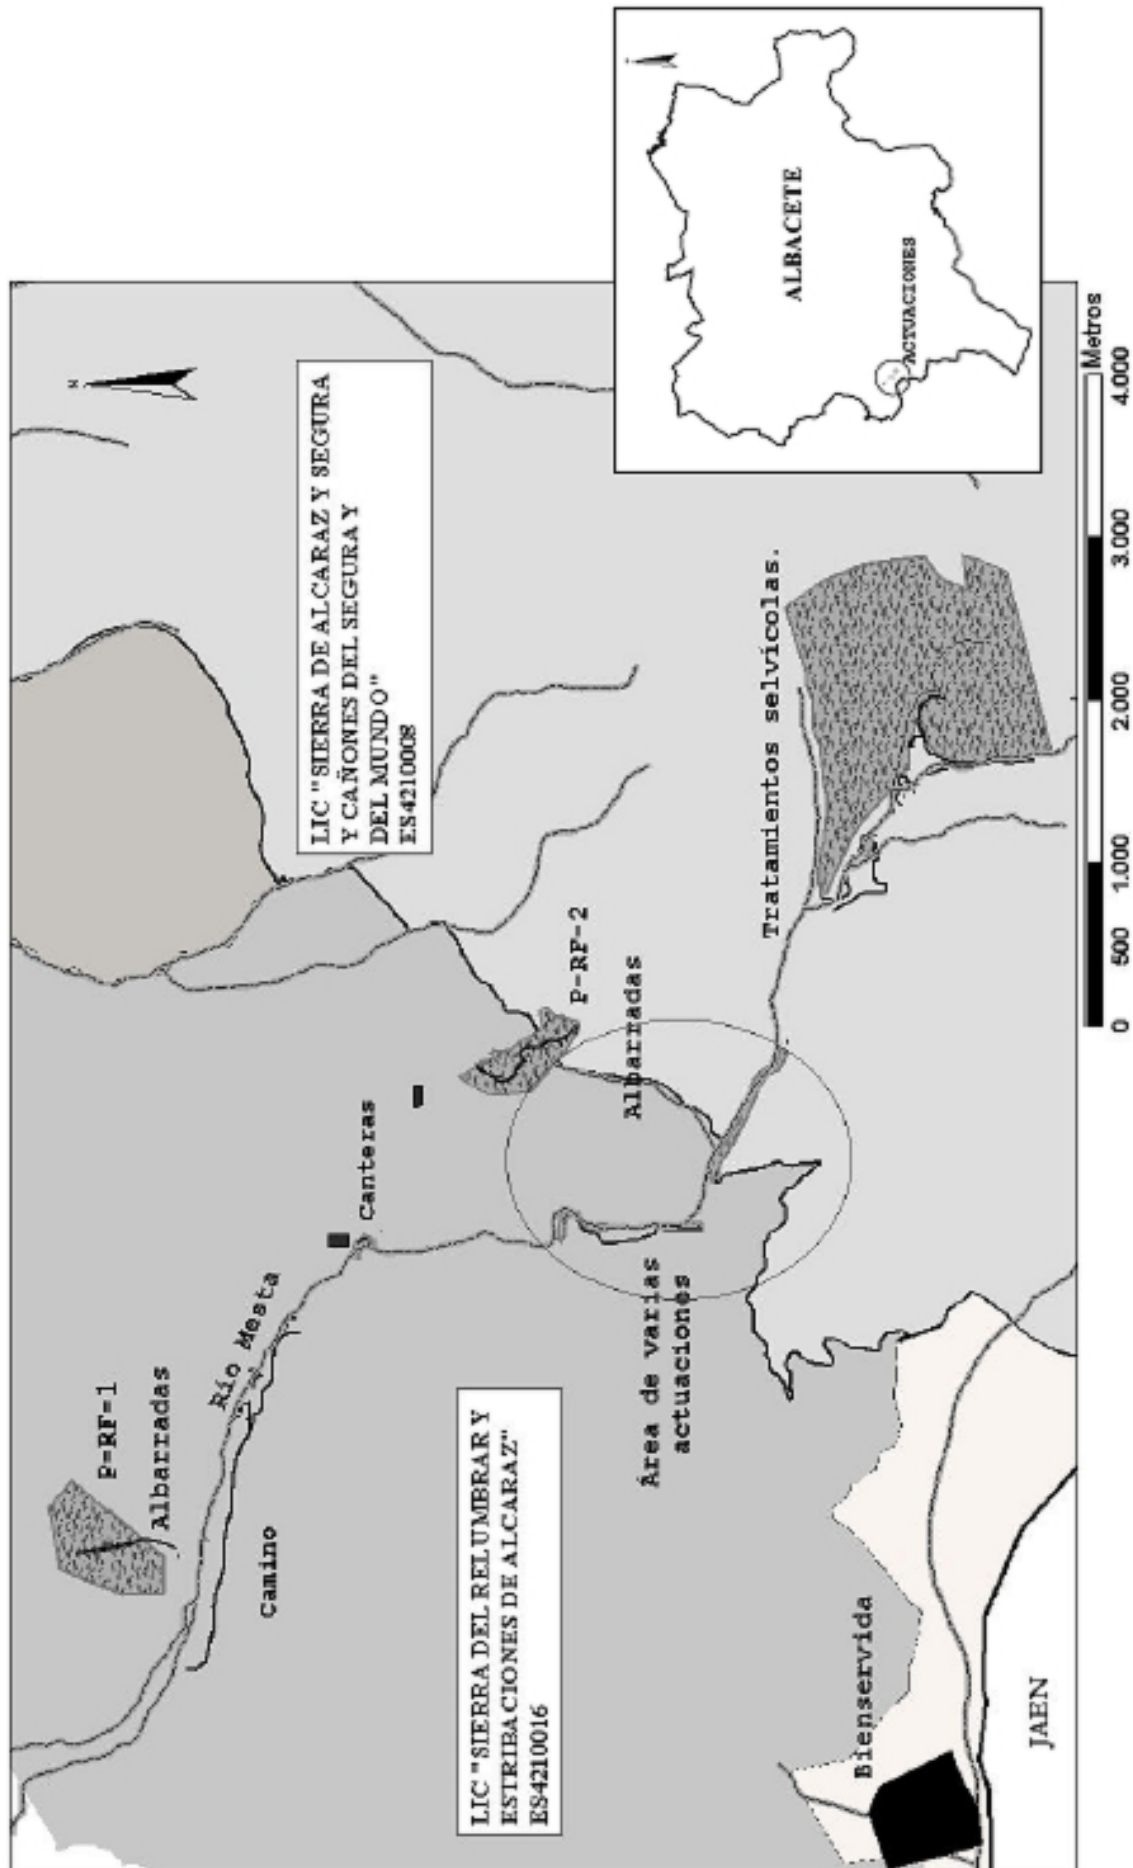 P=RF=1
Albarradas
Río Mesta
Camino
Canteras
LIC "SIERRA DE ALCARAZ Y SEGURA
Y CAÑONES DEL SEGURA Y
DEL MUNDO"
ES4210008
N
P-RF-2
Albarradas
LIC "SIERRA DEL RELUMBRAR Y
ESTRIBACIONES DE ALCARAZ"
ES4210016
Área de varias
actuaciones
Tratamientos selvícolas.
Bienservida
JAEN
ALBACETE
ACTUACIONES
0 500 1.000 2.000 3.000 4.000
Metros